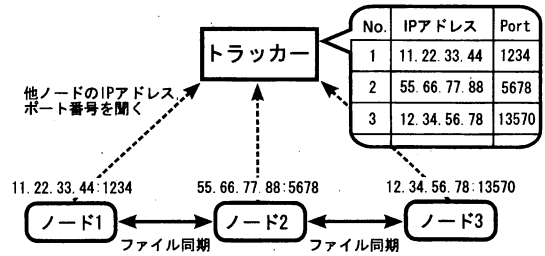 No. IPアドレス Port
1 11.22.33.44 1234
2 55.66.77.88 5678
3 12.34.56.78 13570
トラッカー
他ノードのIPアドレス,
ポート番号を聞く
11.22.33.44:1234
55.66.77.88:5678
12.34.56.78:13570
ノード1
ノード2
ノード3
ファイル同期
ファイル同期